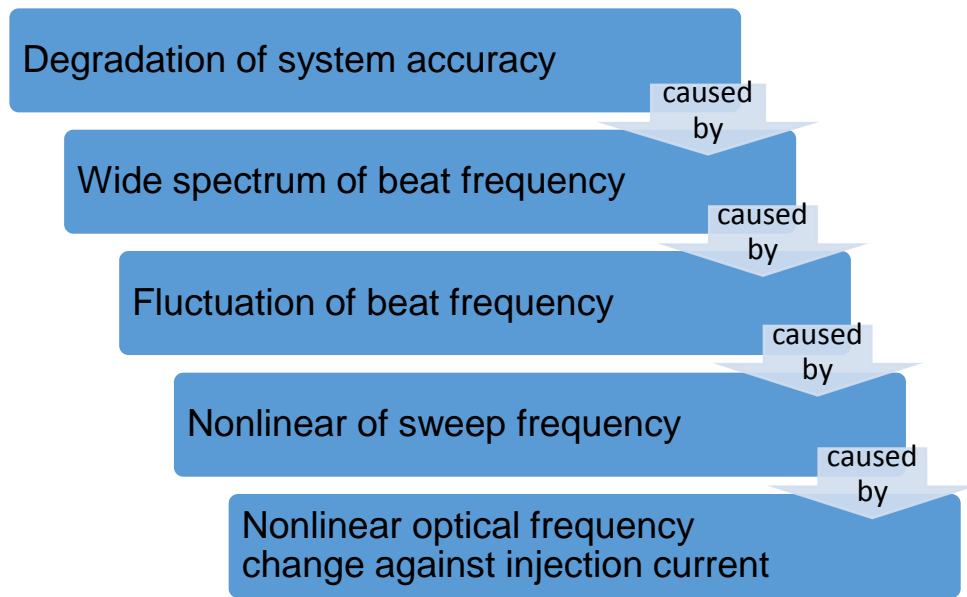 Degradation of system accuracy
caused
by
Wide spectrum of beat frequency
caused
by
Fluctuation of beat frequency
caused
by
Nonlinear of sweep frequency
caused
by
Nonlinear optical frequency
change against injection current